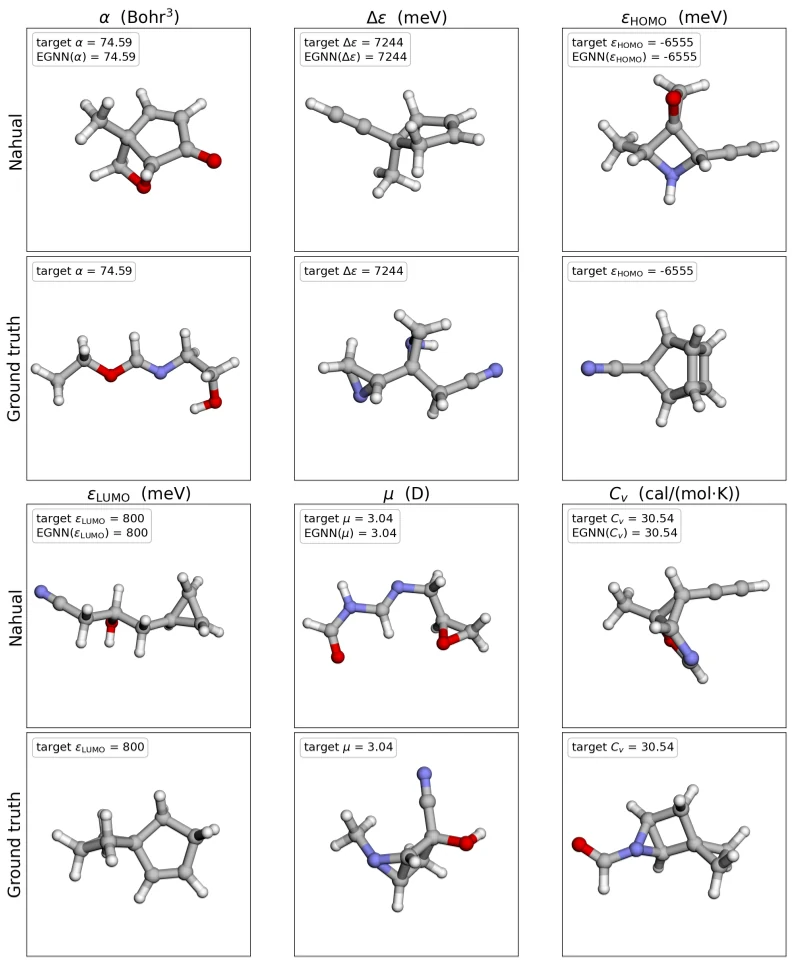 α (Bohr³)
Δε (meV)
ε_HOMO (meV)
Nahual
target α = 74.59
EGNN(α) = 74.59
target Δε = 7244
EGNN(Δε) = 7244
target ε_HOMO = -6555
EGNN(ε_HOMO) = -6555
Ground truth
target α = 74.59
target Δε = 7244
target ε_HOMO = -6555
ε_LUMO (meV)
μ (D)
C_v (cal/(mol·K))
Nahual
target ε_LUMO = 800
EGNN(ε_LUMO) = 800
target μ = 3.04
EGNN(μ) = 3.04
target C_v = 30.54
EGNN(C_v) = 30.54
Ground truth
target ε_LUMO = 800
target μ = 3.04
target C_v = 30.54